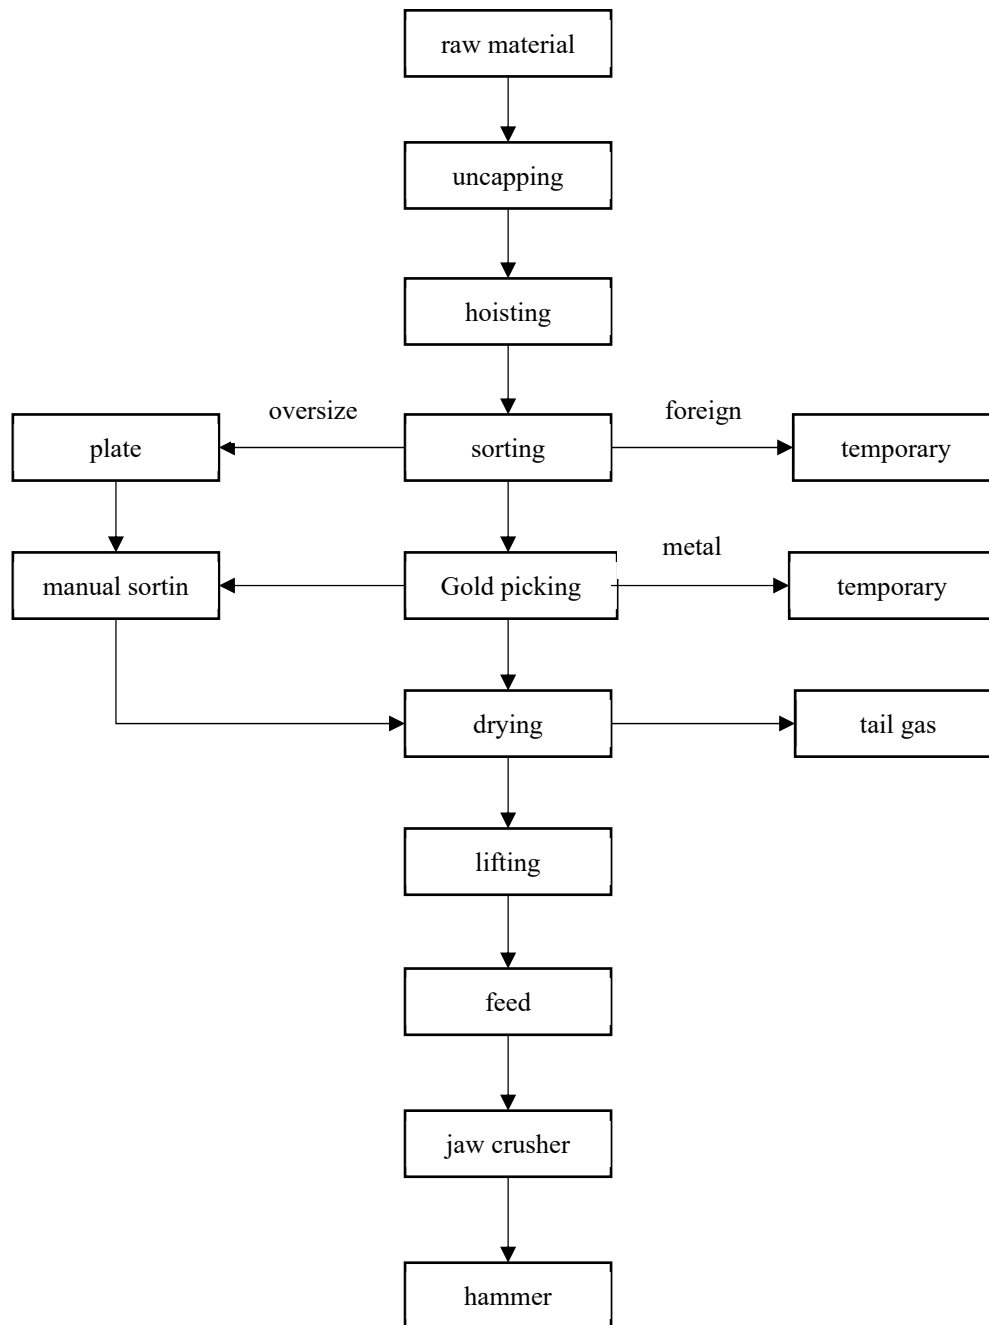 raw material
uncapping
hoisting
oversize
foreign
plate
sorting
temporary
metal
manual sortin
Gold picking
temporary
drying
tail gas
lifting
feed
jaw crusher
hammer